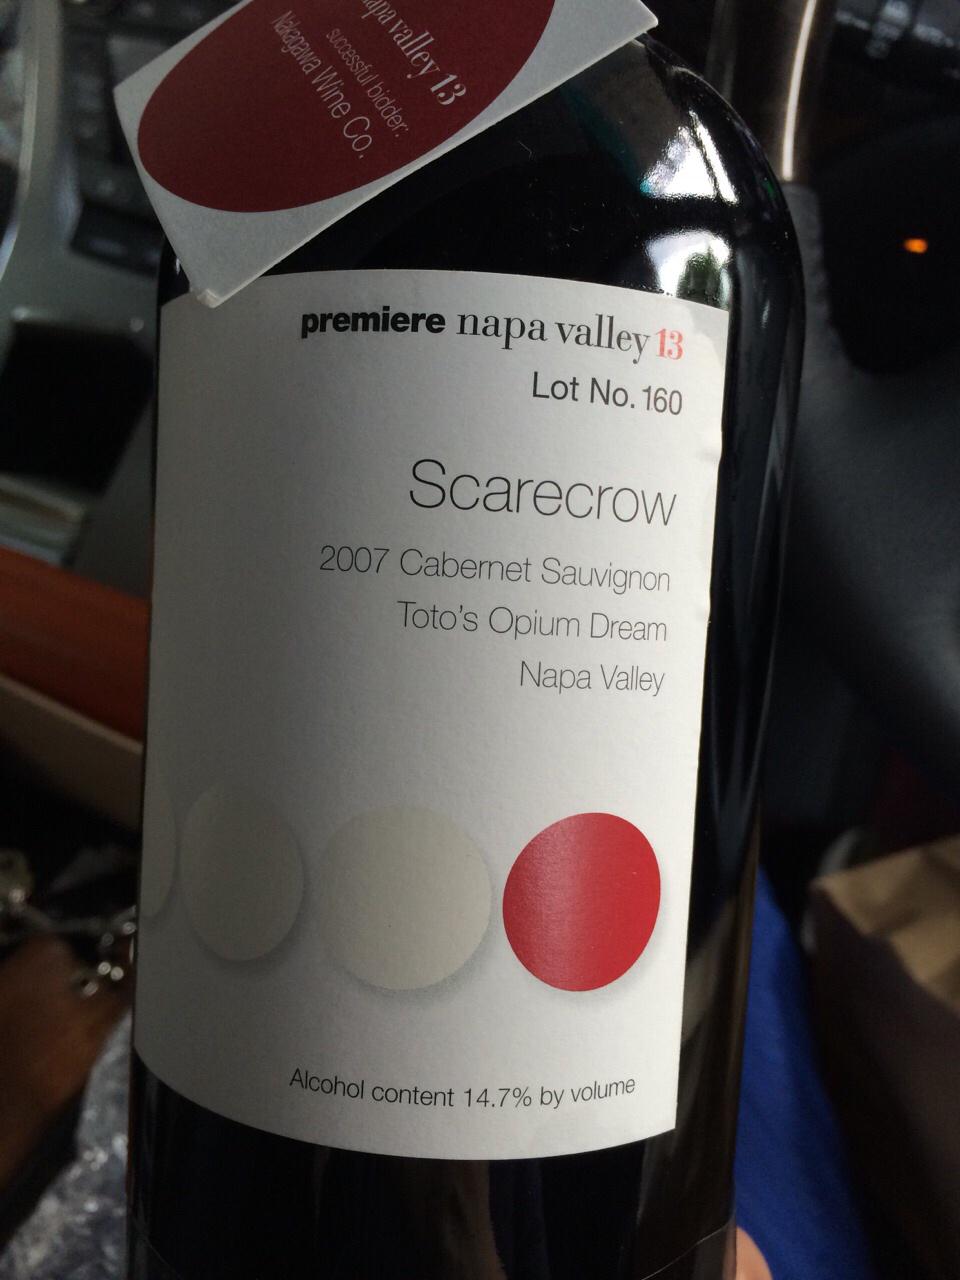 napa valley 13
successful bidder:
Nakagawa Wine Co.
premiere napa valley 13
Lot No. 160
Scarecrow
2007 Cabernet Sauvignon
Toto's Opium Dream
Napa Valley
Alcohol content 14.7% by volume